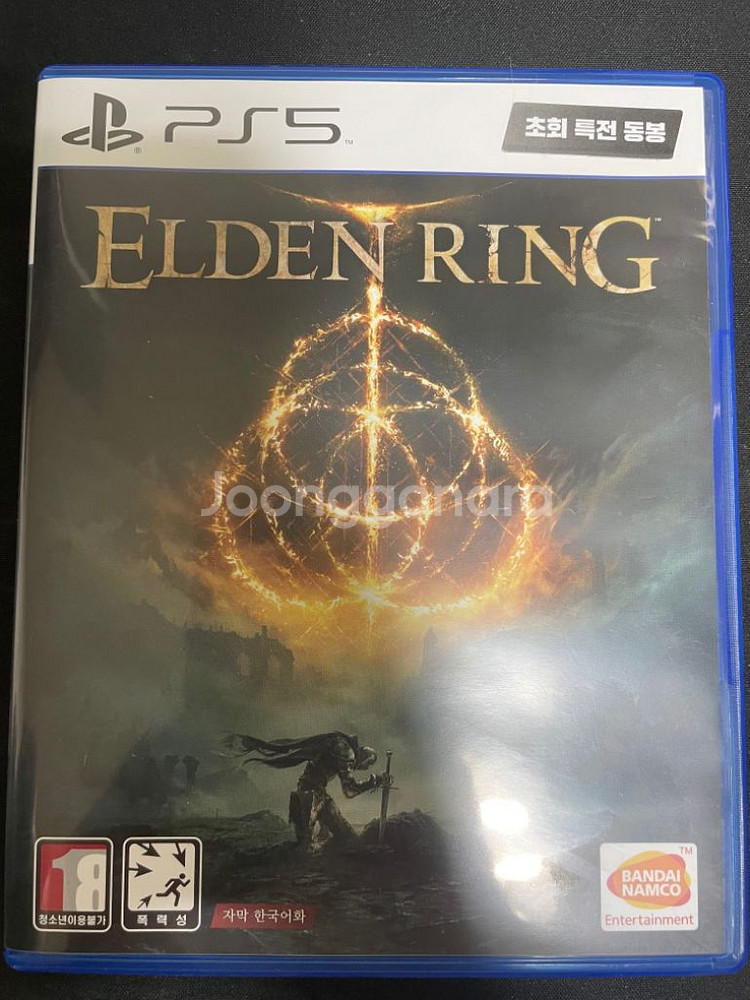 PS5
초회 특전 동봉
ELDEN RING
Joonggonara
18
청소년이용불가
폭력성
자막 한국어화
BANDAI
NAMCO
Entertainment